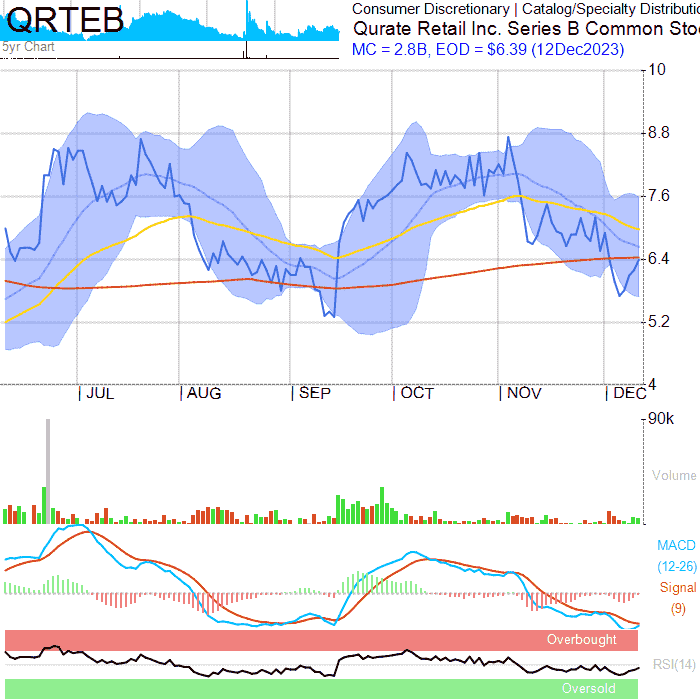 QRTEB
5yr Chart
Consumer Discretionary | Catalog/Specialty Distributio
Qurate Retail Inc. Series B Common Sto
MC = 2.8B, EOD = $6.39 (12Dec2023)
10
8.8
7.6
6.4
5.2
4
JUL AUG SEP OCT NOV DEC
90k
Volume
MACD
(12-26)
Signal
(9)
Overbought
RSI(14)
Oversold